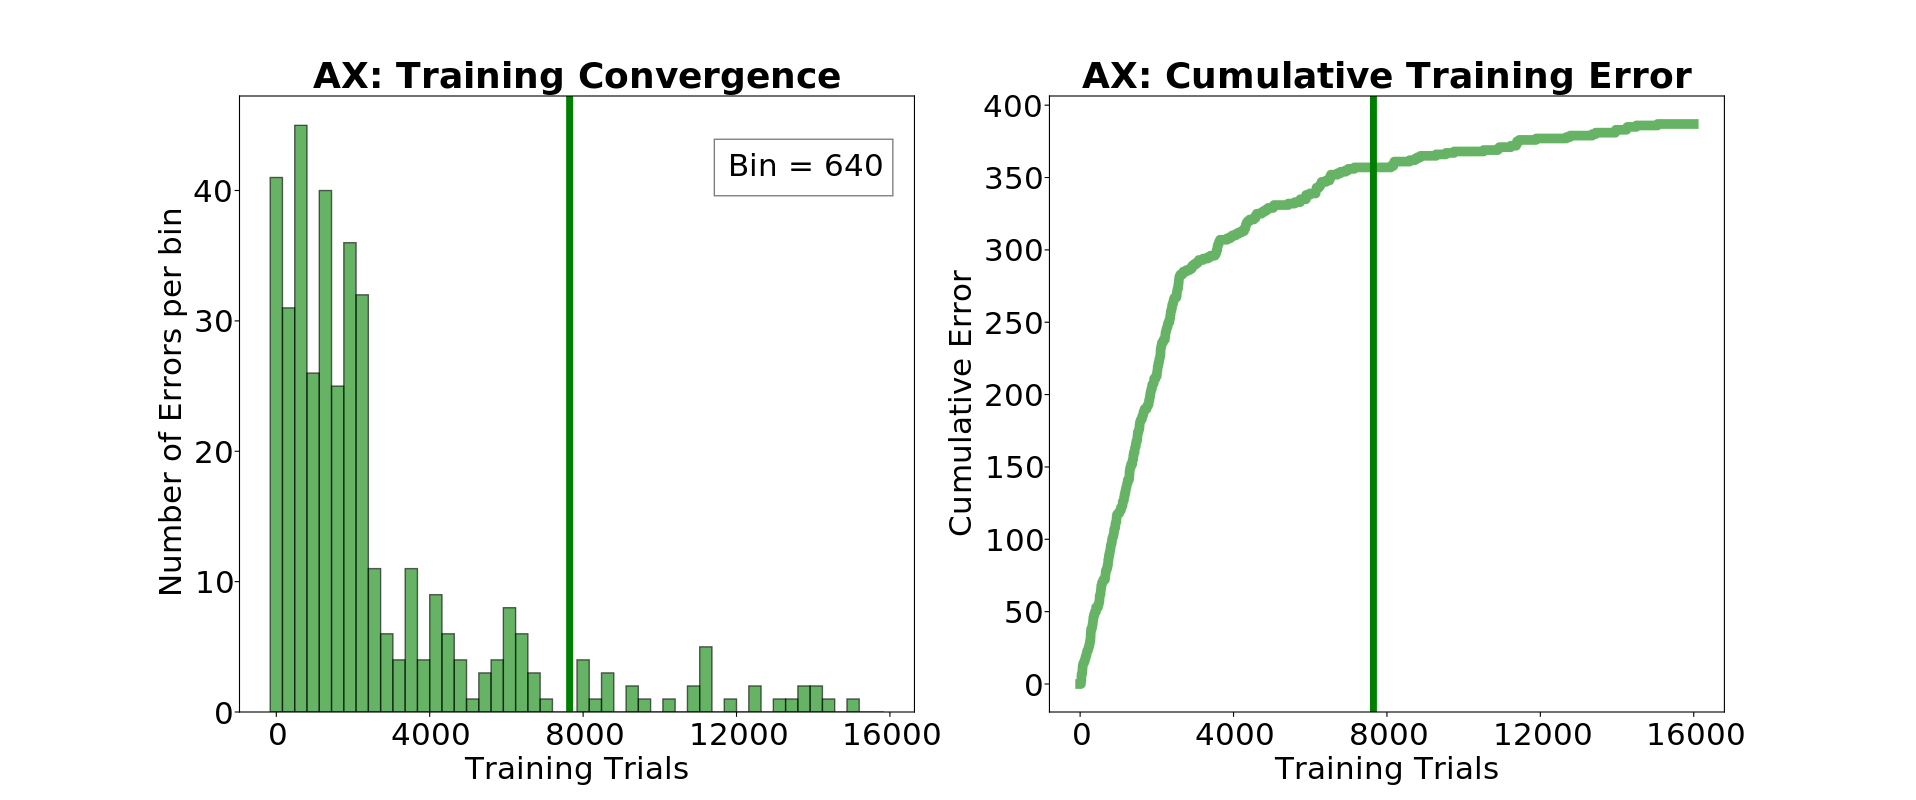 AX: Training Convergence
Number of Errors per bin
40
30
20
10
0
Bin = 640
0 4000 8000 12000 16000
Training Trials
AX: Cumulative Training Error
Cumulative Error
400
350
300
250
200
150
100
50
0
0 4000 8000 12000 16000
Training Trials